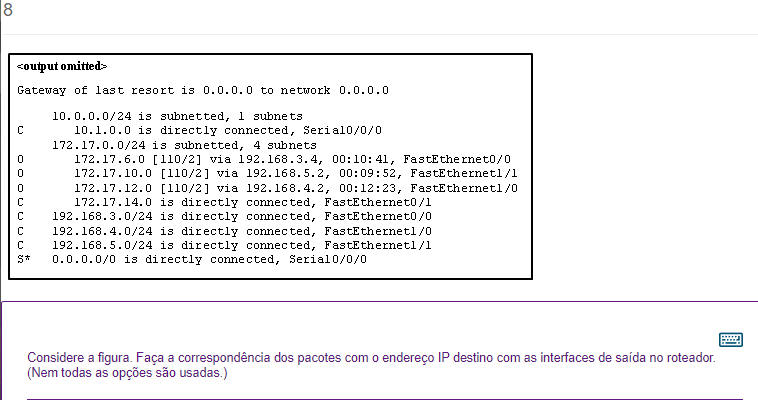 8
<output omitted>
Gateway of last resort is 0.0.0.0 to network 0.0.0.0
10.0.0.0/24 is subnetted, 1 subnets
C 10.1.0.0 is directly connected, Serial0/0/0
172.17.0.0/24 is subnetted, 4 subnets
O 172.17.6.0 [110/2] via 192.168.3.4, 00:10:41, FastEthernet0/0
O 172.17.10.0 [110/2] via 192.168.5.2, 00:09:52, FastEthernet1/1
O 172.17.12.0 [110/2] via 192.168.4.2, 00:12:23, FastEthernet1/0
C 172.17.14.0 is directly connected, FastEthernet0/1
C 192.168.3.0/24 is directly connected, FastEthernet0/0
C 192.168.4.0/24 is directly connected, FastEthernet1/0
C 192.168.5.0/24 is directly connected, FastEthernet1/1
S* 0.0.0.0/0 is directly connected, Serial0/0/0
Considere a figura. Faça a correspondência dos pacotes com o endereço IP destino com as interfaces de saída no roteador.
(Nem todas as opções são usadas.)